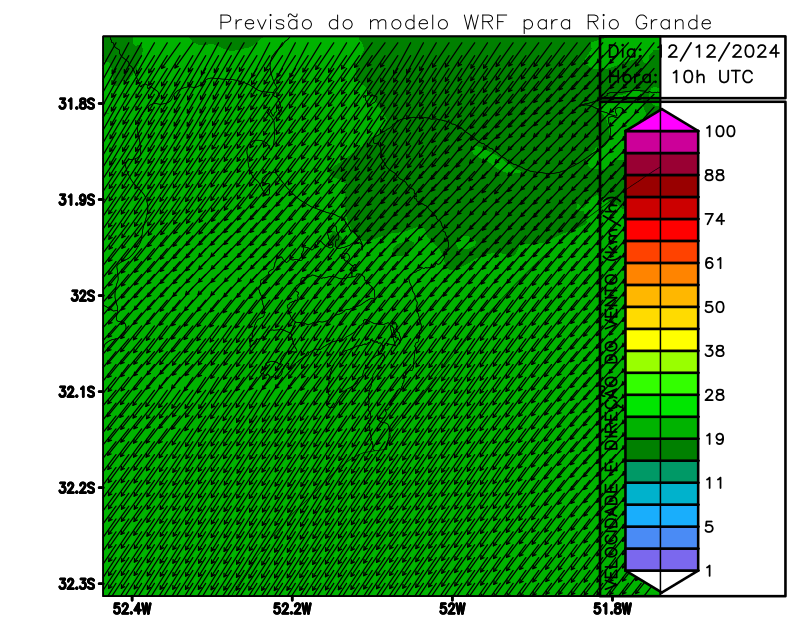 Previsão do modelo WRF para Rio Grande
Dia: 12/12/2024
Hora: 10h UTC
31.8S
31.9S
32S
32.1S
32.2S
32.3S
52.4W
52.2W
52W
51.8W
VELOCIDADE E DIREÇÃO DO VENTO (Km/h)
100
88
74
61
50
38
28
19
11
5
1